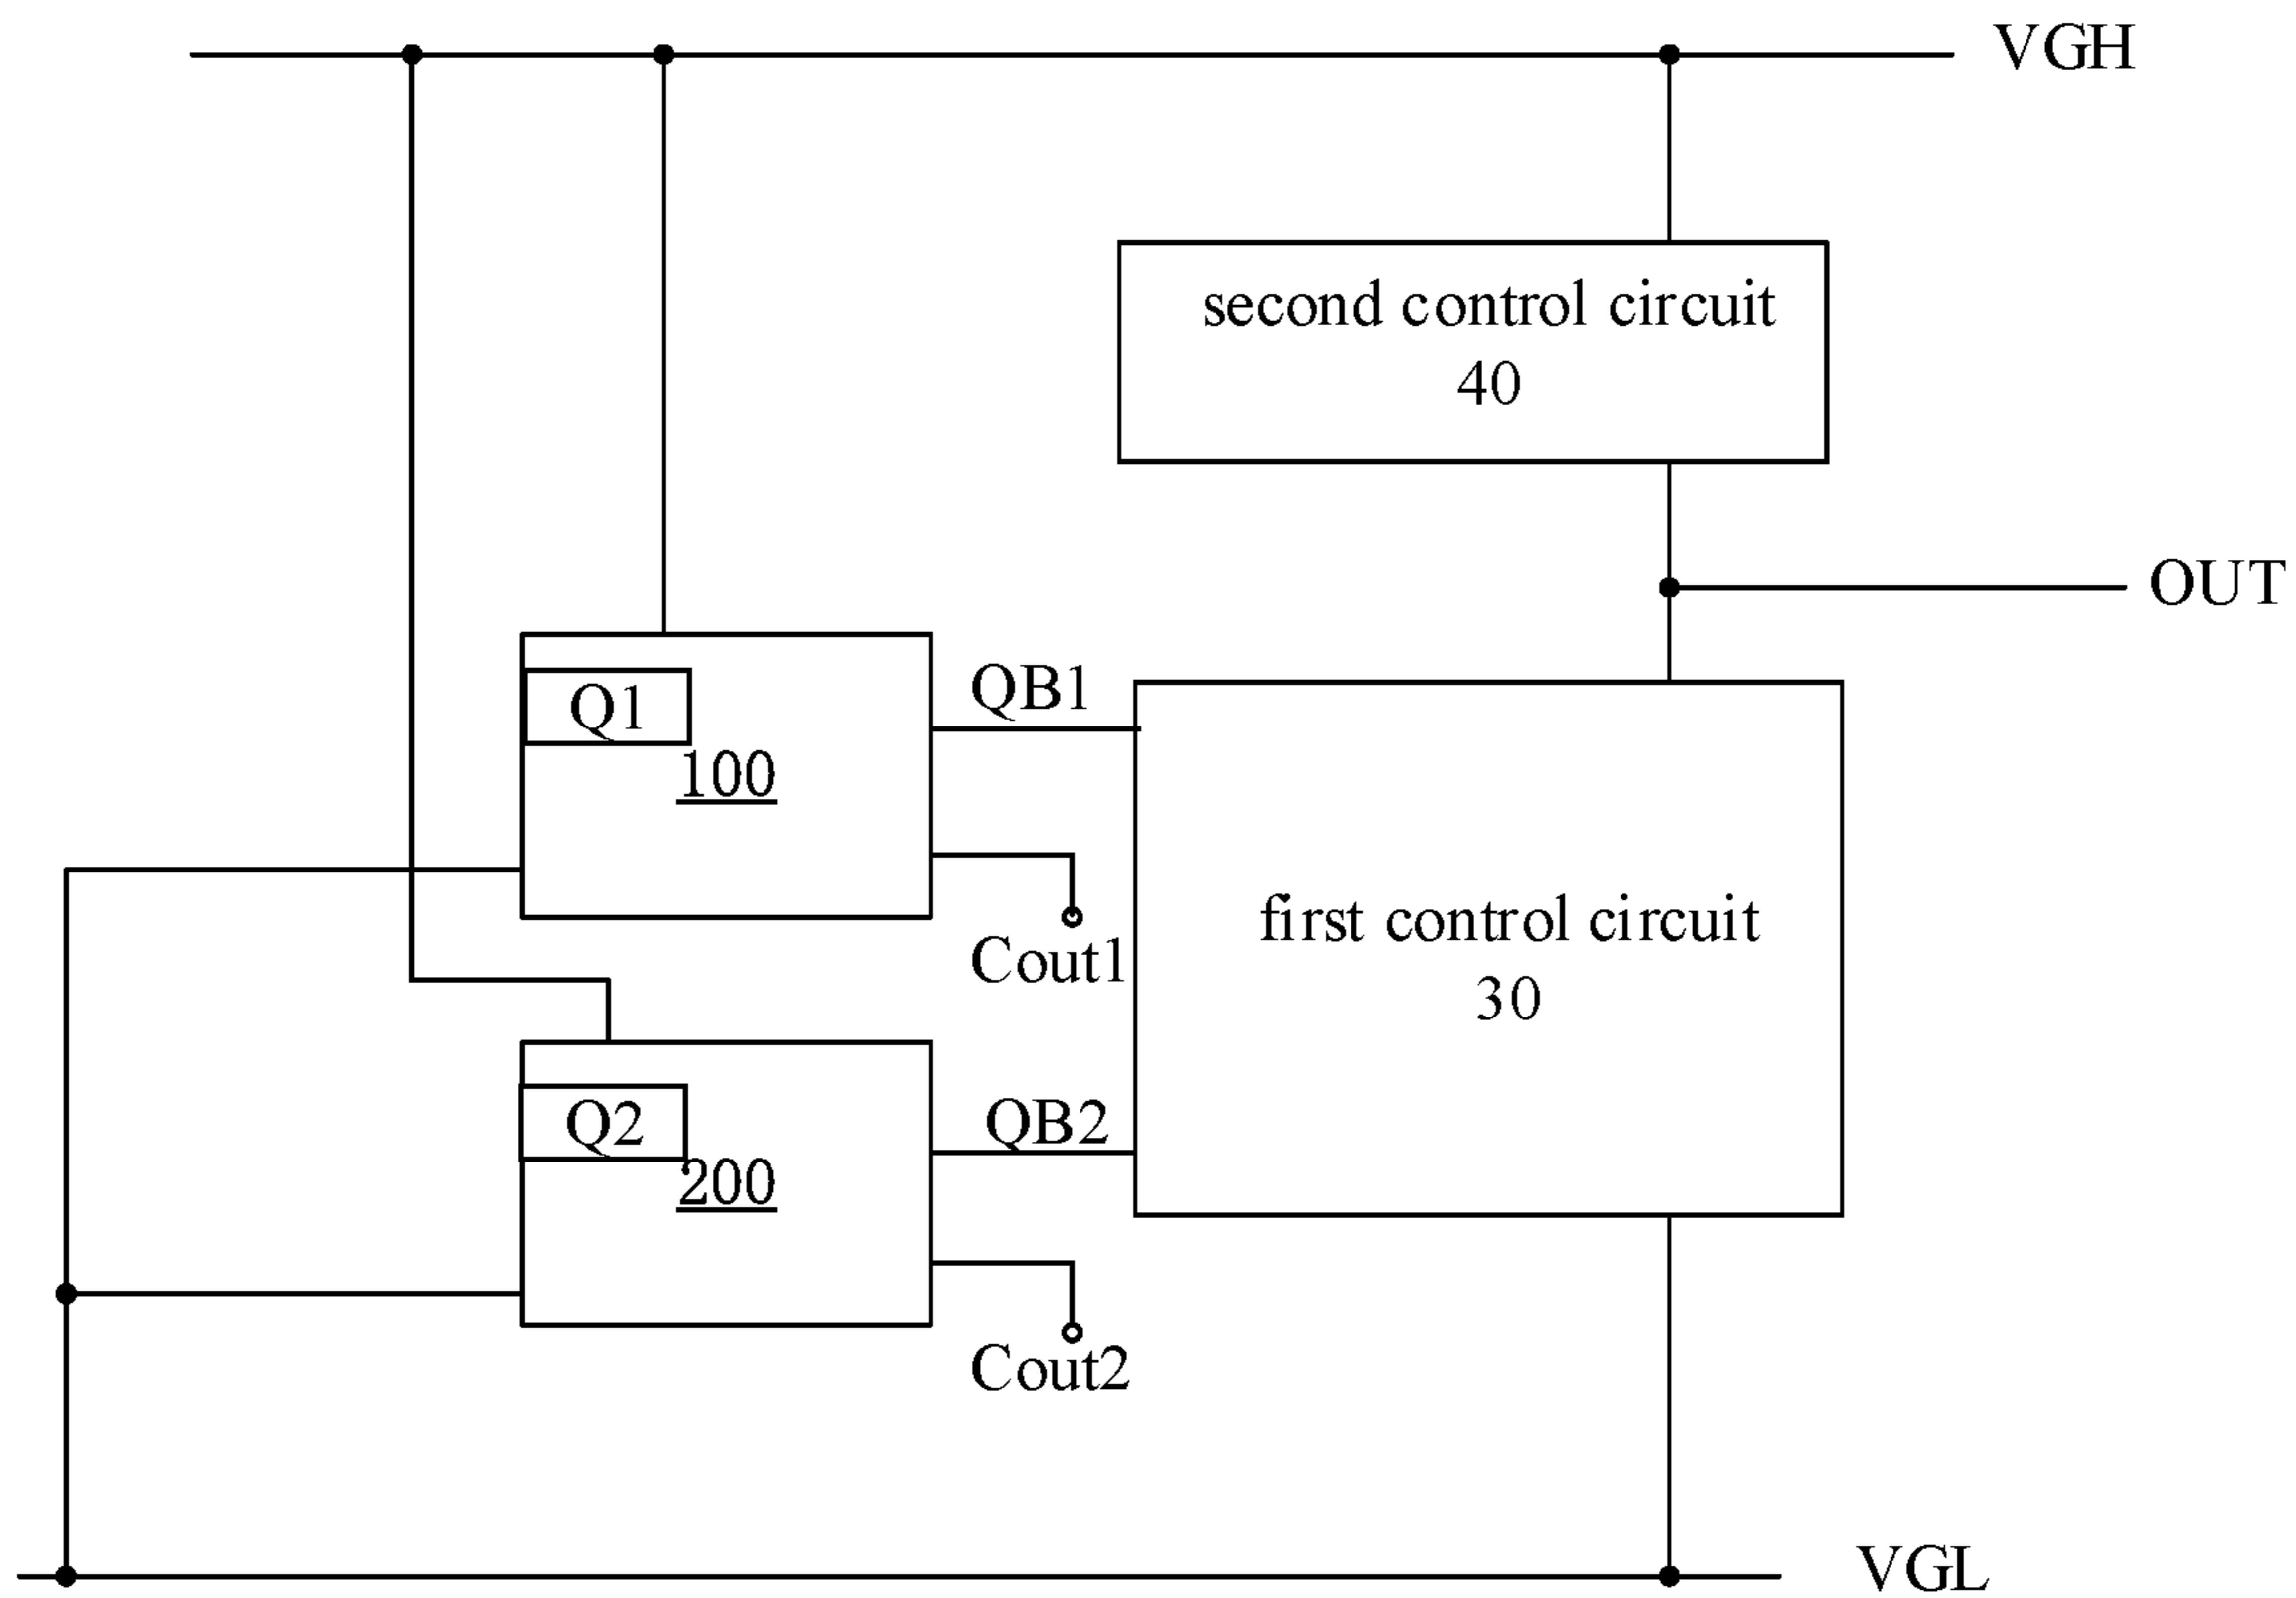 VGH
second control circuit
40
OUT
QB1
Q1
100
first control circuit
30
Cout1
QB2
Q2
200
Cout2
VGL